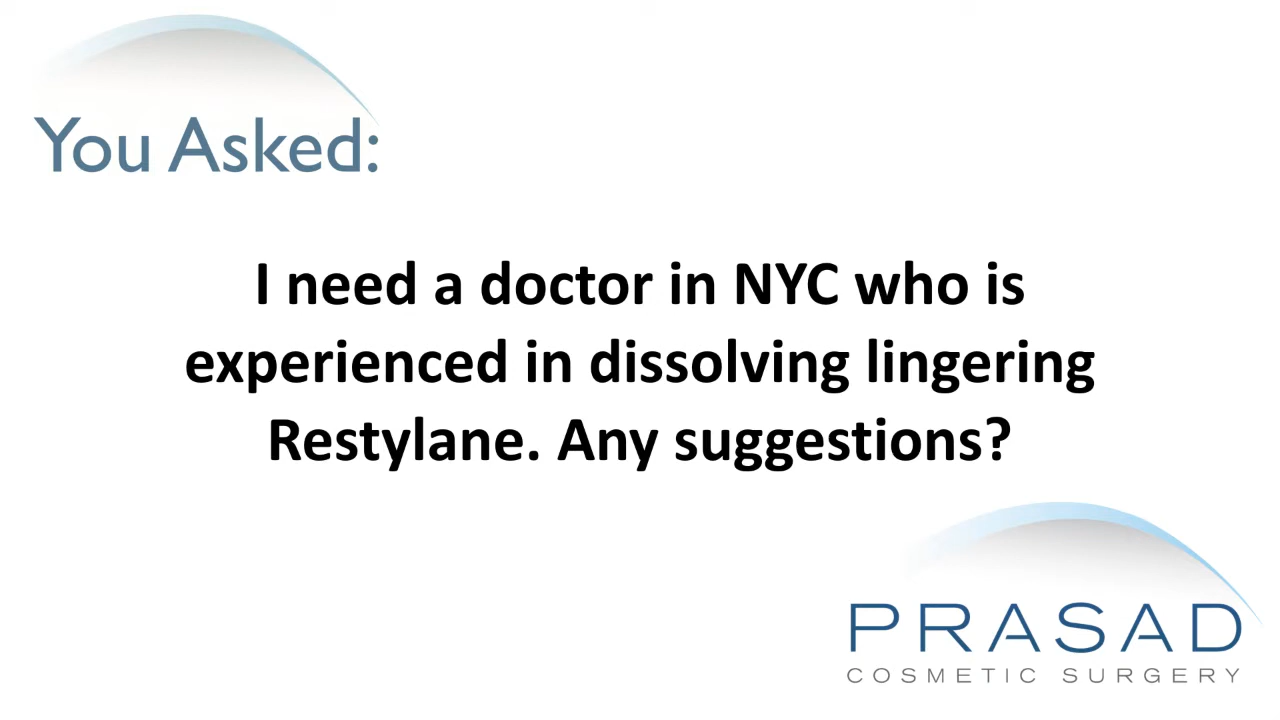 You Asked:
I need a doctor in NYC who is
experienced in dissolving lingering
Restylane. Any suggestions?
PRASAD
COSMETIC SURGERY